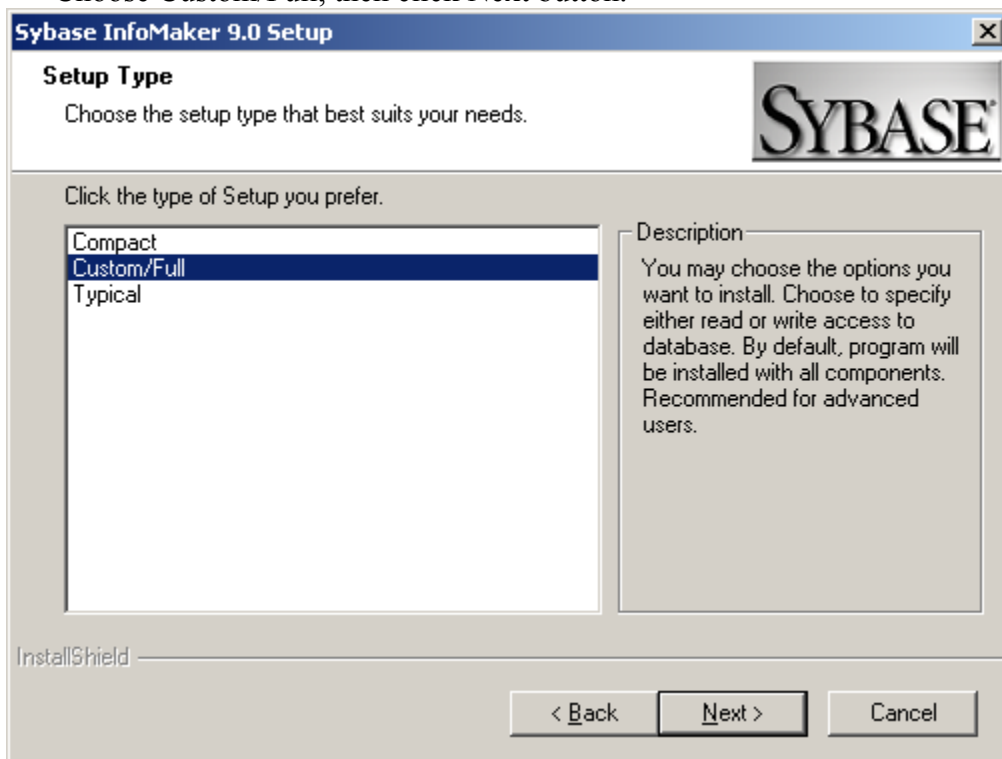 Choose Custom/Full, then click Next button.
Sybase InfoMaker 9.0 Setup
Setup Type
Choose the setup type that best suits your needs.
SYBASE
Click the type of Setup you prefer.
Compact
Custom/Full
Typical
Description
You may choose the options you
want to install. Choose to specify
either read or write access to
database. By default, program will
be installed with all components.
Recommended for advanced
users.
InstallShield
< Back
Next >
Cancel